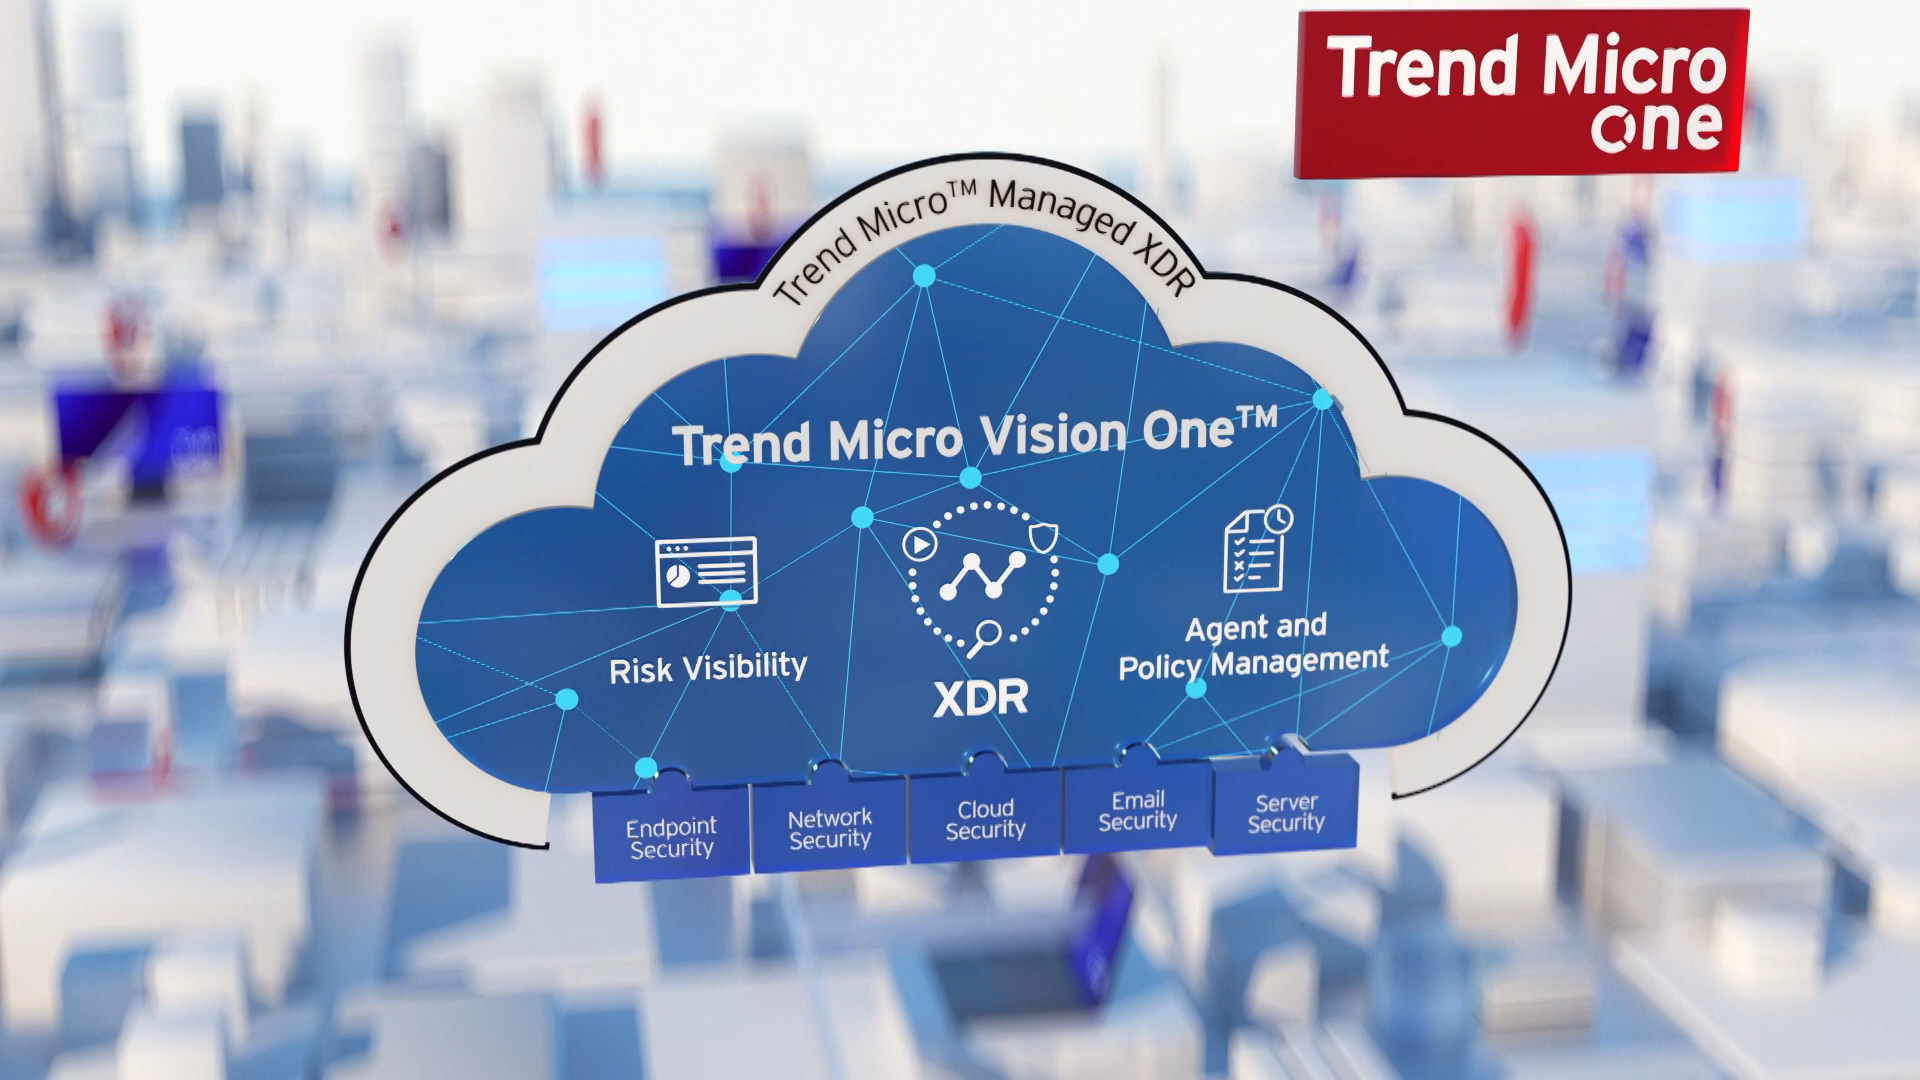 Trend Micro
one
Trend Micro™ Managed XDR
Trend Micro Vision One™
Risk Visibility
XDR
Agent and
Policy Management
Endpoint
Security
Network
Security
Cloud
Security
Email
Security
Server
Security